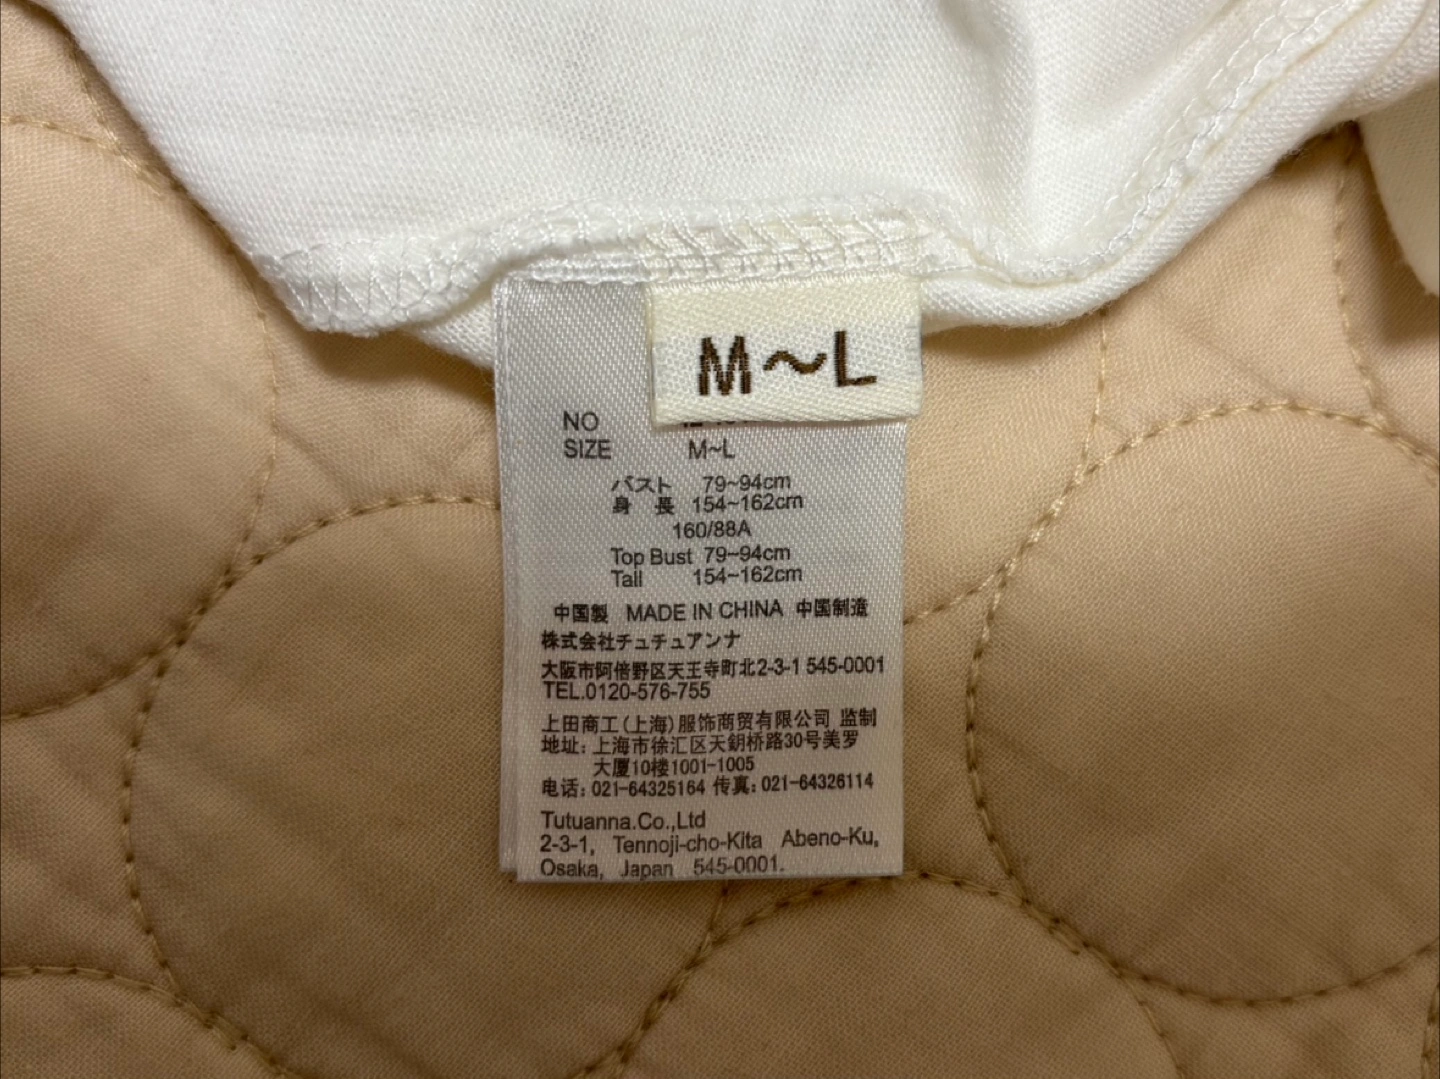 M~L
NO
SIZE M~L
バスト 79~94cm
身 長 154~162cm
160/88A
Top Bust 79~94cm
Tall 154~162cm
中国製 MADE IN CHINA 中国制造
株式会社チュチュアンナ
大阪市阿倍野区天王寺町北2-3-1 545-0001
TEL.0120-576-755
上田商工(上海)服饰商贸有限公司 监制
地址: 上海市徐汇区天鈅桥路30号美罗
大厦10楼1001-1005
电话: 021-64325164 传真: 021-64326114
Tutuanna.Co.,Ltd
2-3-1, Tennoji-cho-Kita Abeno-Ku,
Osaka, Japan 545-0001.